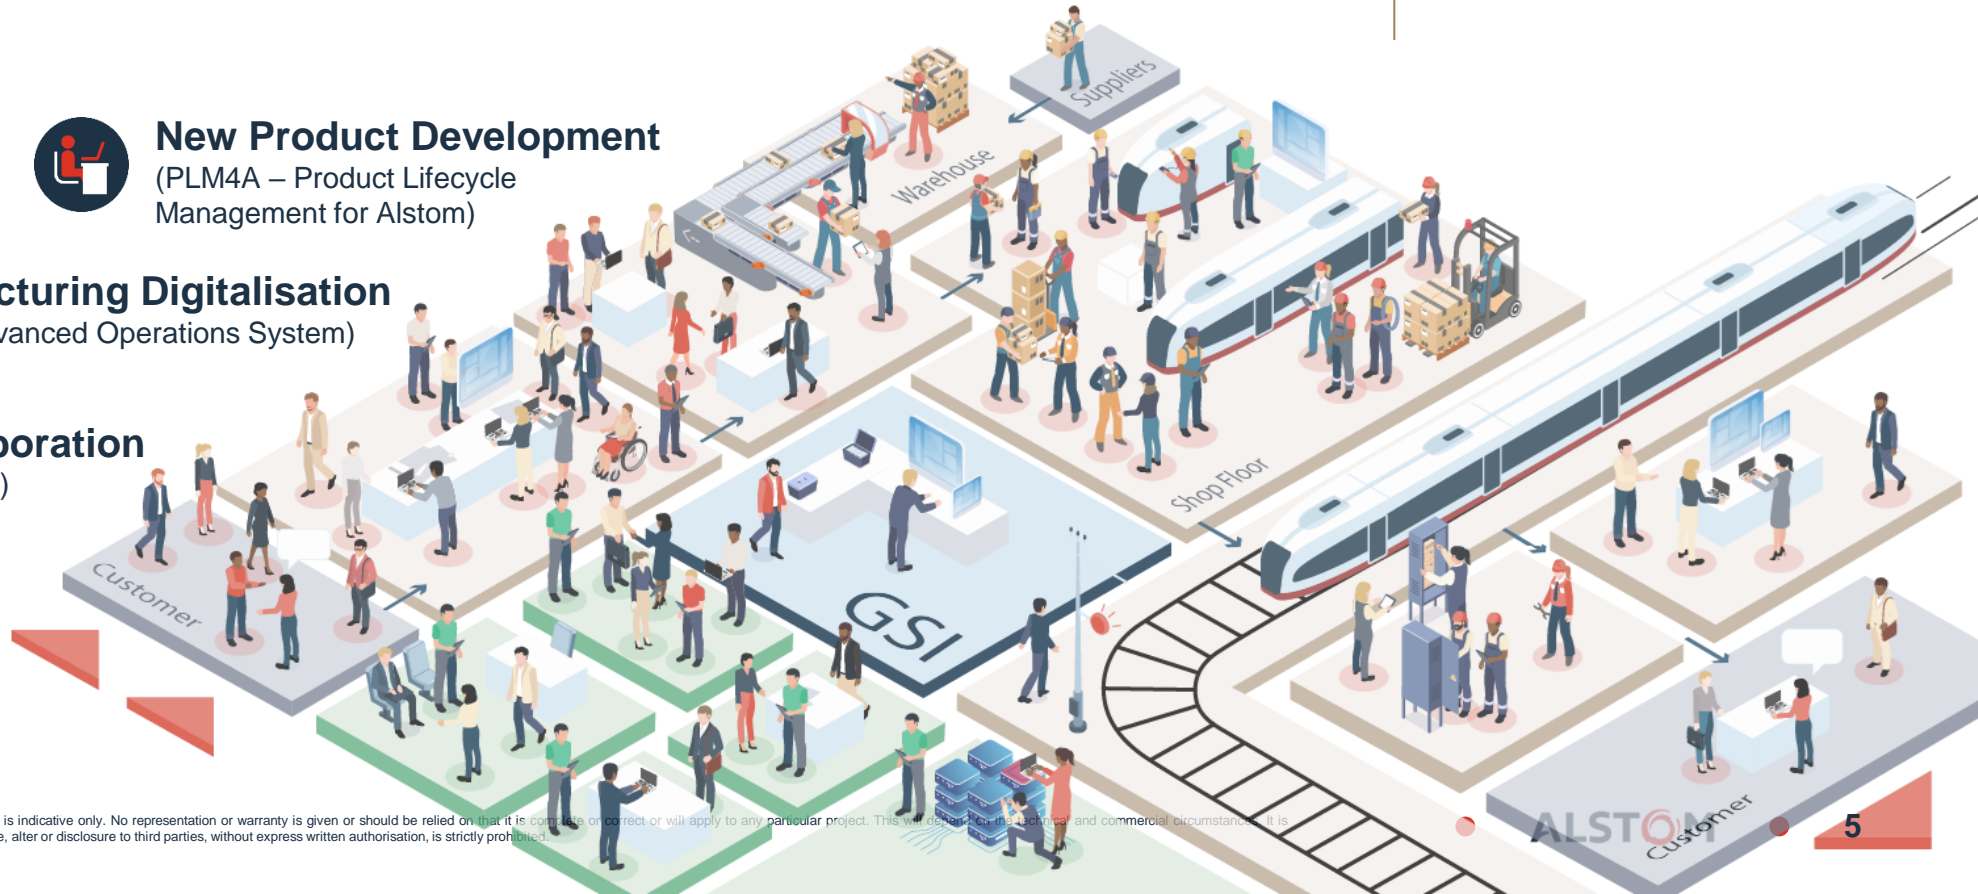 New Product Development
(PLM4A – Product Lifecycle
Management for Alstom)
cturing Digitalisation
vanced Operations System)
poration
)
Suppliers
Warehouse
Shop Floor
Customer
GSI
Customer
is indicative only. No representation or warranty is given or should be relied on that it is complete or correct or will apply to any particular project. This will depend on the technical and commercial circumstances. It is
e, alter or disclosure to third parties, without express written authorisation, is strictly prohibited.
ALSTOM
5